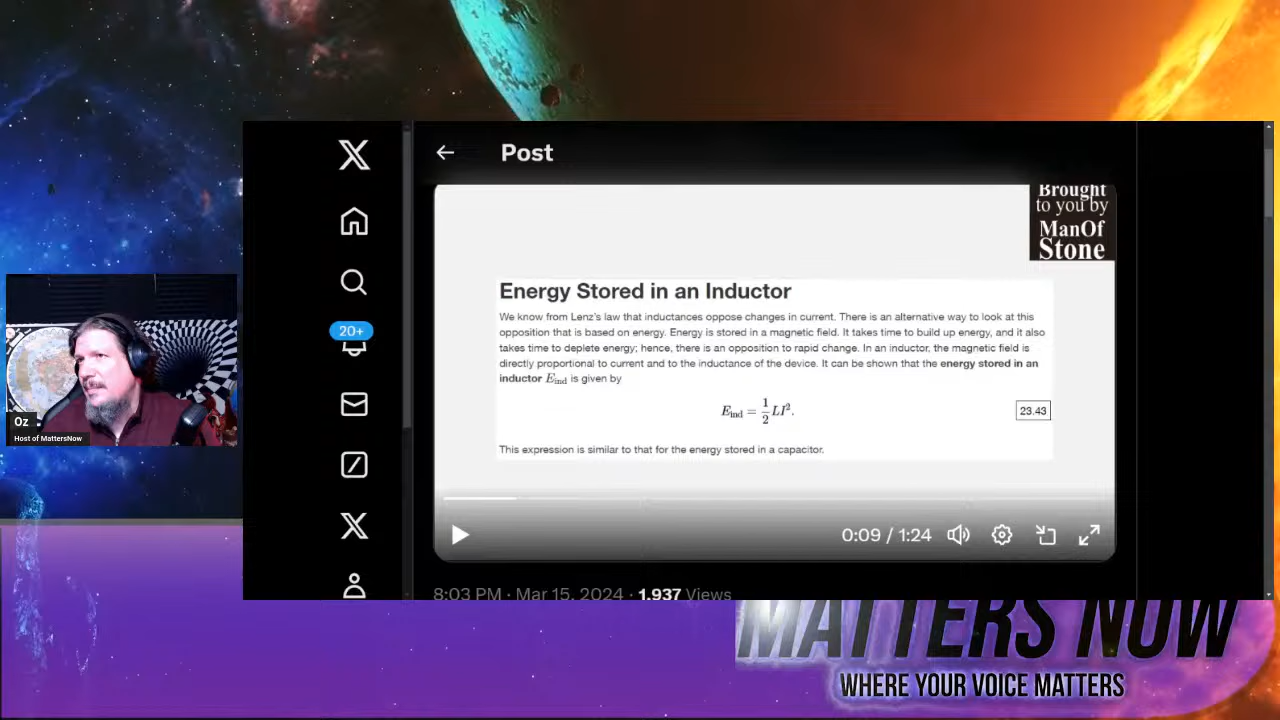 Post
20+
Brought
to you by
ManOf
Stone
Energy Stored in an Inductor
We know from Lenz's law that inductances oppose changes in current. There is an alternative way to look at this
opposition that is based on energy. Energy is stored in a magnetic field. It takes time to build up energy, and it also
takes time to deplete energy; hence, there is an opposition to rapid change. In an inductor, the magnetic field is
directly proportional to current and to the inductance of the device. It can be shown that the energy stored in an
inductor E_ind is given by
E_ind = 1/2 LI².
23.43
This expression is similar to that for the energy stored in a capacitor.
0:09 / 1:24
8:03 PM · Mar 15, 2024 · 1,937 Views
Oz
Host of MattersNow
MATTERS NOW
WHERE YOUR VOICE MATTERS